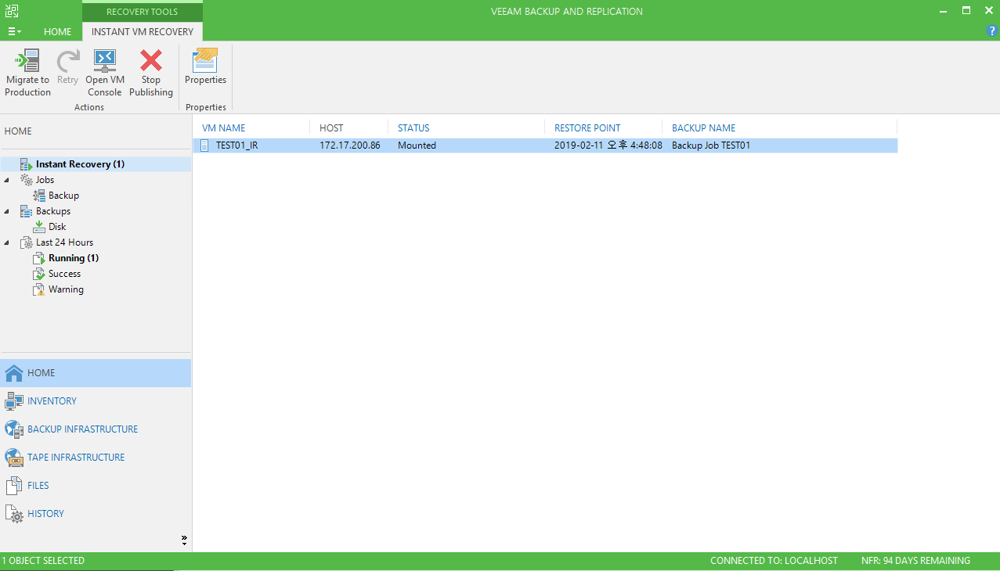 RECOVERY TOOLS
VEEAM BACKUP AND REPLICATION
HOME
INSTANT VM RECOVERY
?
Migrate to Production
Retry
Open VM Console
Stop Publishing
Properties
Actions
Properties
HOME
Instant Recovery (1)
Jobs
Backup
Backups
Disk
Last 24 Hours
Running (1)
Success
Warning
HOME
INVENTORY
BACKUP INFRASTRUCTURE
TAPE INFRASTRUCTURE
FILES
HISTORY
VM NAME HOST STATUS RESTORE POINT BACKUP NAME
TEST01_IR 172.17.200.86 Mounted 2019-02-11 오후 4:48:08 Backup Job TEST01
1 OBJECT SELECTED
CONNECTED TO: LOCALHOST
NFR: 94 DAYS REMAINING